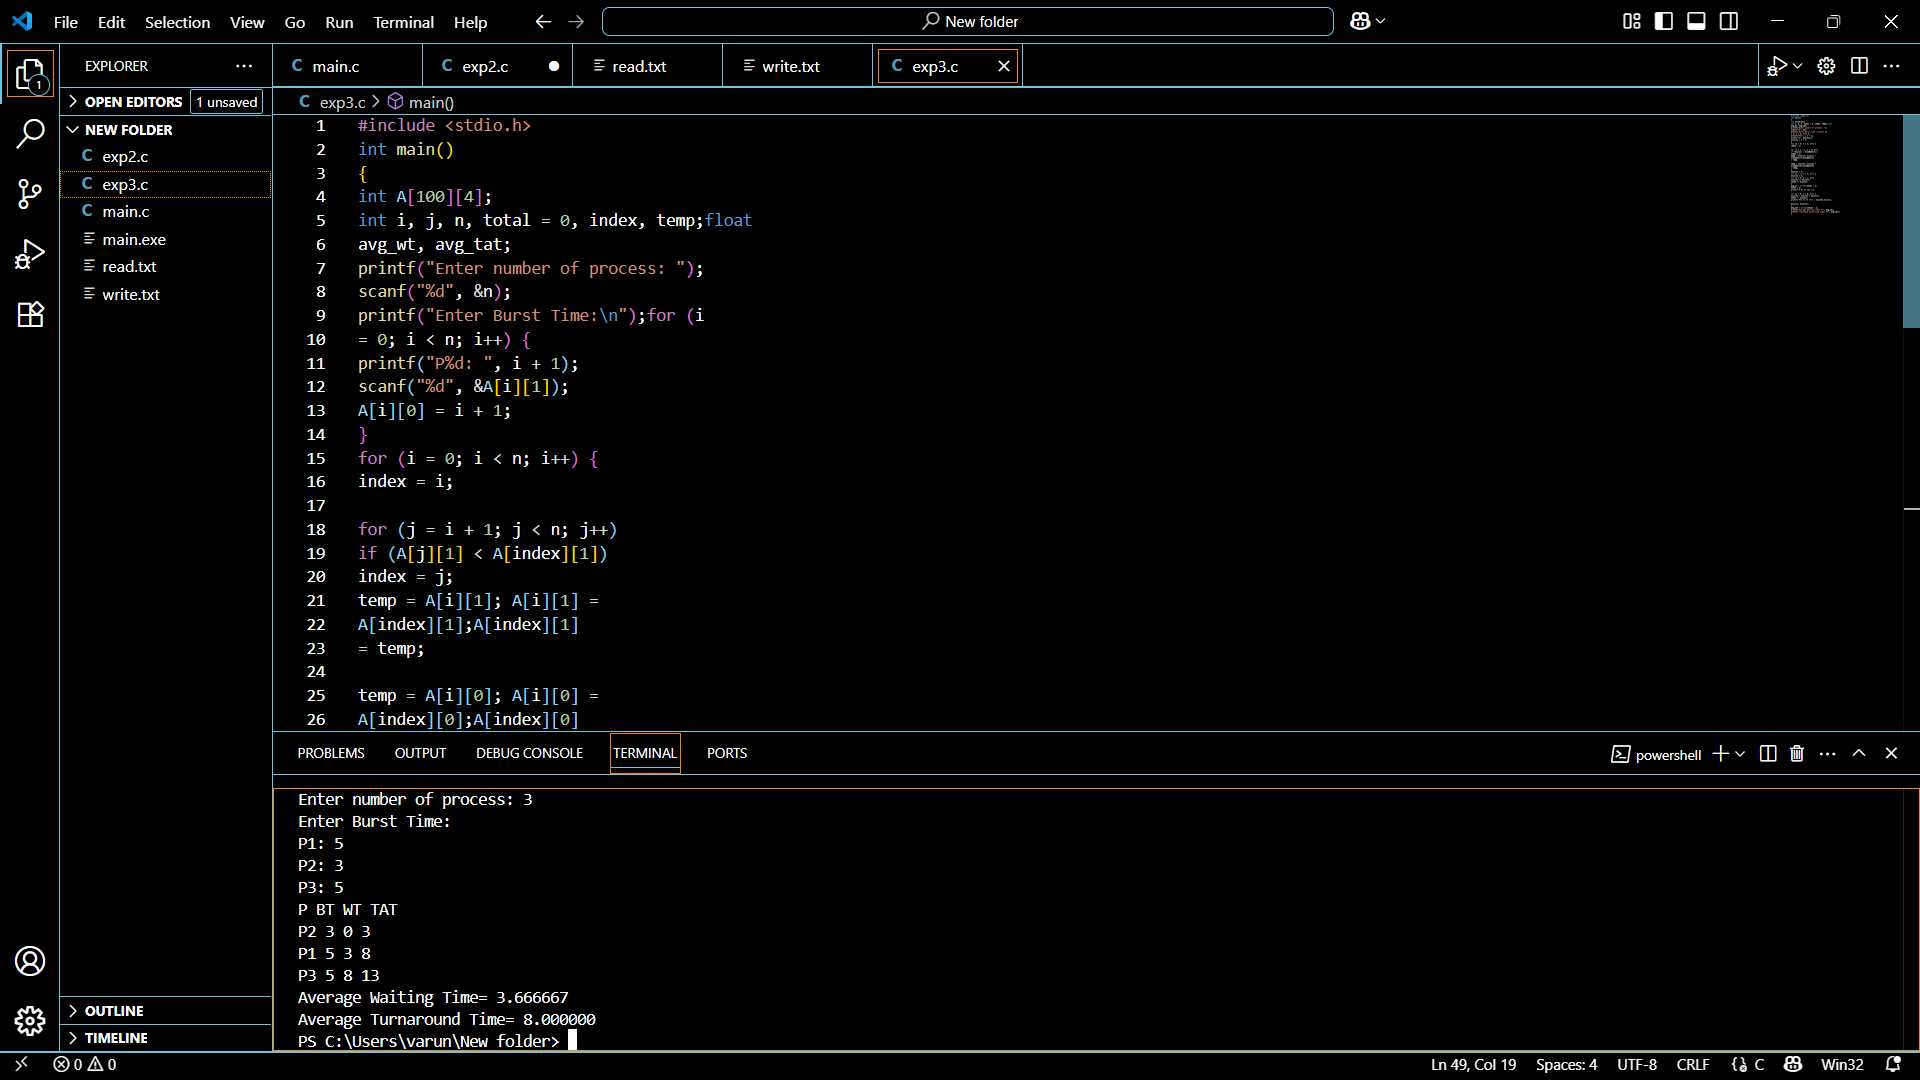 File Edit Selection View Go Run Terminal Help New folder
EXPLORER
main.c exp2.c read.txt write.txt exp3.c
OPEN EDITORS 1 unsaved
NEW FOLDER
exp2.c
exp3.c
main.c
main.exe
read.txt
write.txt
OUTLINE
TIMELINE
exp3.c > main()
1 #include <stdio.h>
2 int main()
3 {
4 int A[100][4];
5 int i, j, n, total = 0, index, temp;float
6 avg_wt, avg_tat;
7 printf("Enter number of process: ");
8 scanf("%d", &n);
9 printf("Enter Burst Time:\n");for (i
10 = 0; i < n; i++) {
11 printf("P%d: ", i + 1);
12 scanf("%d", &A[i][1]);
13 A[i][0] = i + 1;
14 }
15 for (i = 0; i < n; i++) {
16 index = i;
17
18 for (j = i + 1; j < n; j++)
19 if (A[j][1] < A[index][1])
20 index = j;
21 temp = A[i][1]; A[i][1] =
22 A[index][1];A[index][1]
23 = temp;
24
25 temp = A[i][0]; A[i][0] =
26 A[index][0];A[index][0]
PROBLEMS OUTPUT DEBUG CONSOLE TERMINAL PORTS powershell
Enter number of process: 3
Enter Burst Time:
P1: 5
P2: 3
P3: 5
P BT WT TAT
P2 3 0 3
P1 5 3 8
P3 5 8 13
Average Waiting Time= 3.666667
Average Turnaround Time= 8.000000
PS C:\Users\varun\New folder>
0 0 Ln 49, Col 19 Spaces: 4 UTF-8 CRLF C Win32